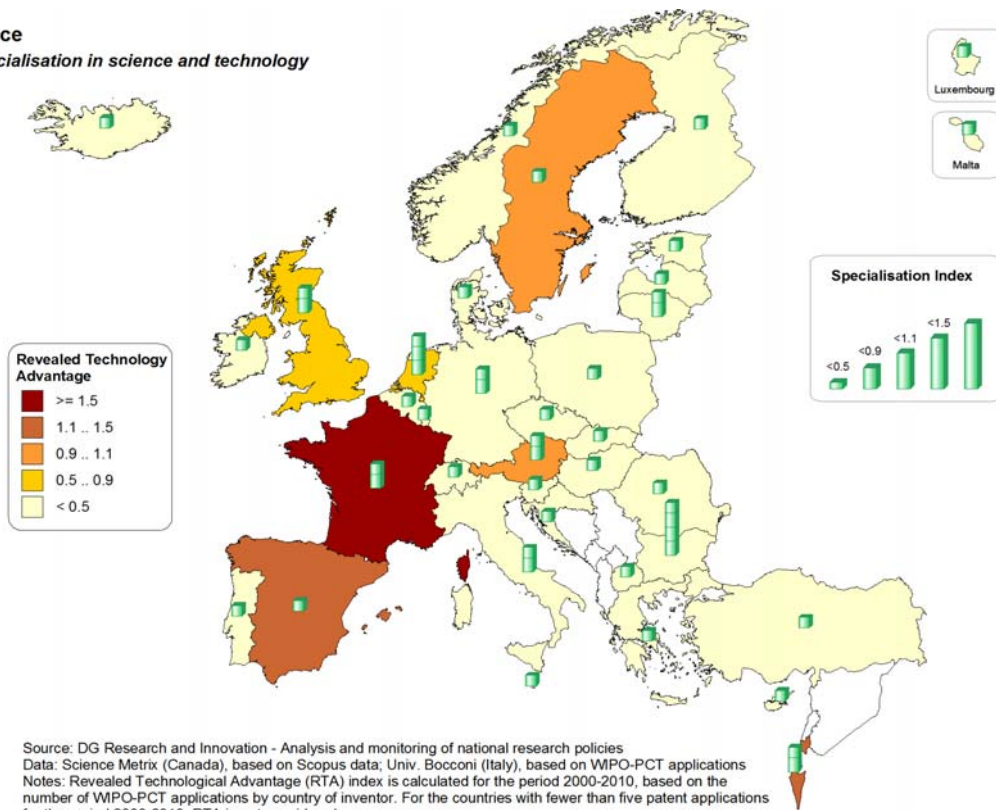 ce
cialisation in science and technology
Luxembourg
Malta
Specialisation Index
<0.5
<0.9
<1.1
<1.5
Revealed Technology
Advantage
>= 1.5
1.1 .. 1.5
0.9 .. 1.1
0.5 .. 0.9
< 0.5
Source: DG Research and Innovation - Analysis and monitoring of national research policies
Data: Science Metrix (Canada), based on Scopus data; Univ. Bocconi (Italy), based on WIPO-PCT applications
Notes: Revealed Technological Advantage (RTA) index is calculated for the period 2000-2010, based on the
number of WIPO-PCT applications by country of inventor. For the countries with fewer than five patent applications